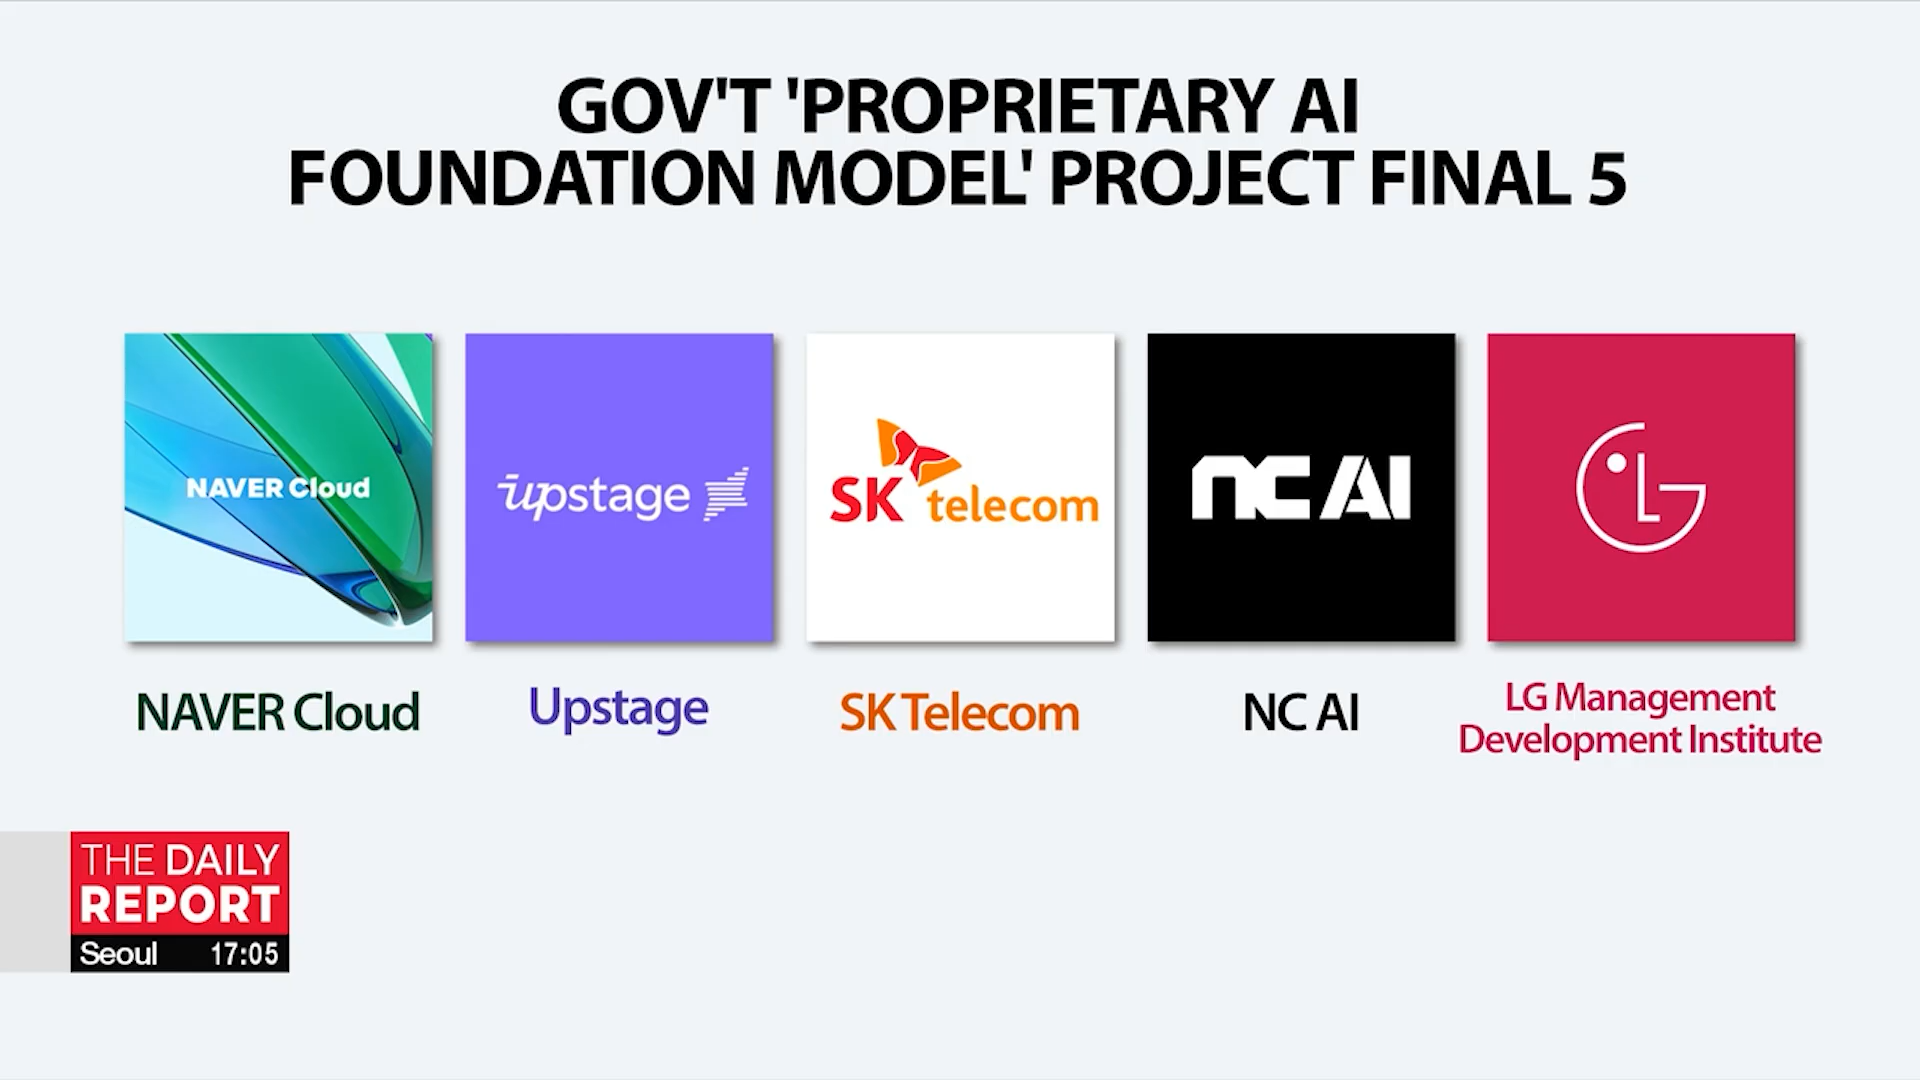 GOV'T 'PROPRIETARY AI
FOUNDATION MODEL' PROJECT FINAL 5
NAVER Cloud
upstage
SK telecom
NC AI
LG
NAVER Cloud
Upstage
SK Telecom
NC AI
LG Management
Development Institute
THE DAILY
REPORT
Seoul 17:05